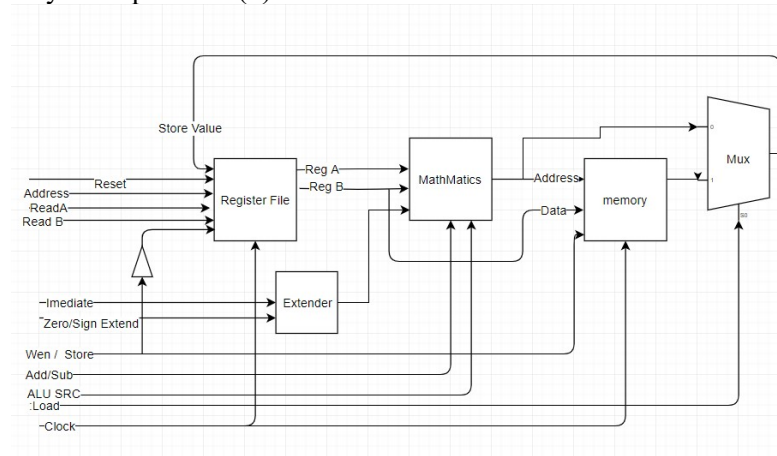 Store Value
Reset
Address
ReadA
Read B
Register File
Reg A
Reg B
MathMatics
Address
Data
memory
0
1
Mux
S0
Imediate
Zero/Sign Extend
Extender
Wen / Store
Add/Sub
ALU SRC
:Load
Clock